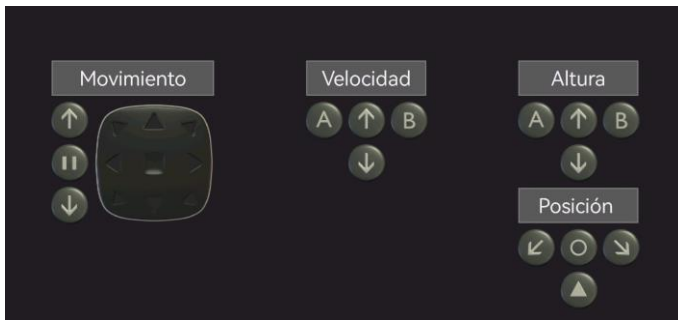 Movimiento
Velocidad
A B
Altura
A B
Posición